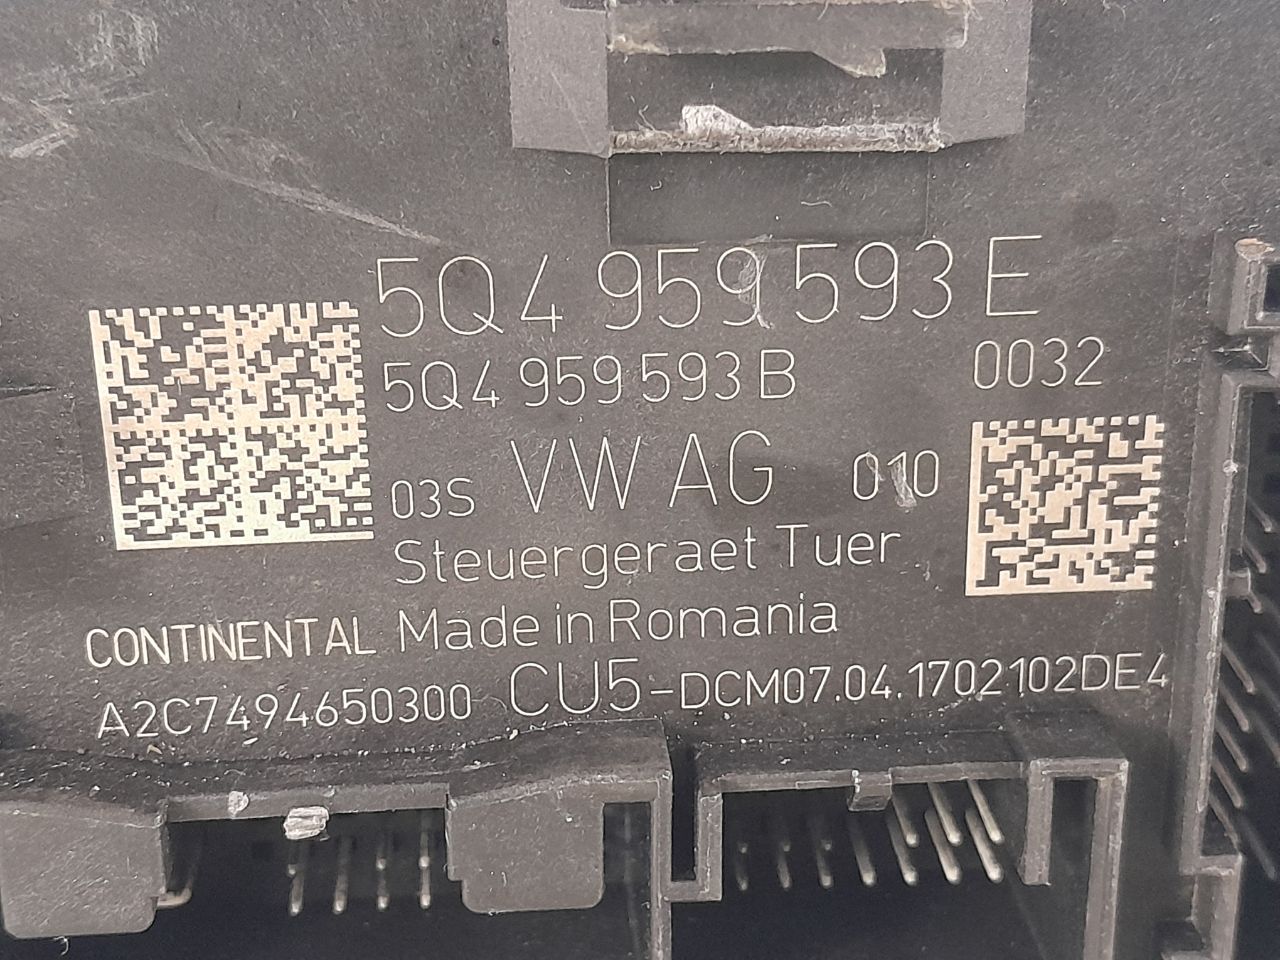 5Q4 959 593 E
5Q4 959 593 B 0032
03S VW AG 010
Steuergeraet Tuer
CONTINENTAL Made in Romania
A2C7494650300 CU5-DCM07.04.1702102DE4